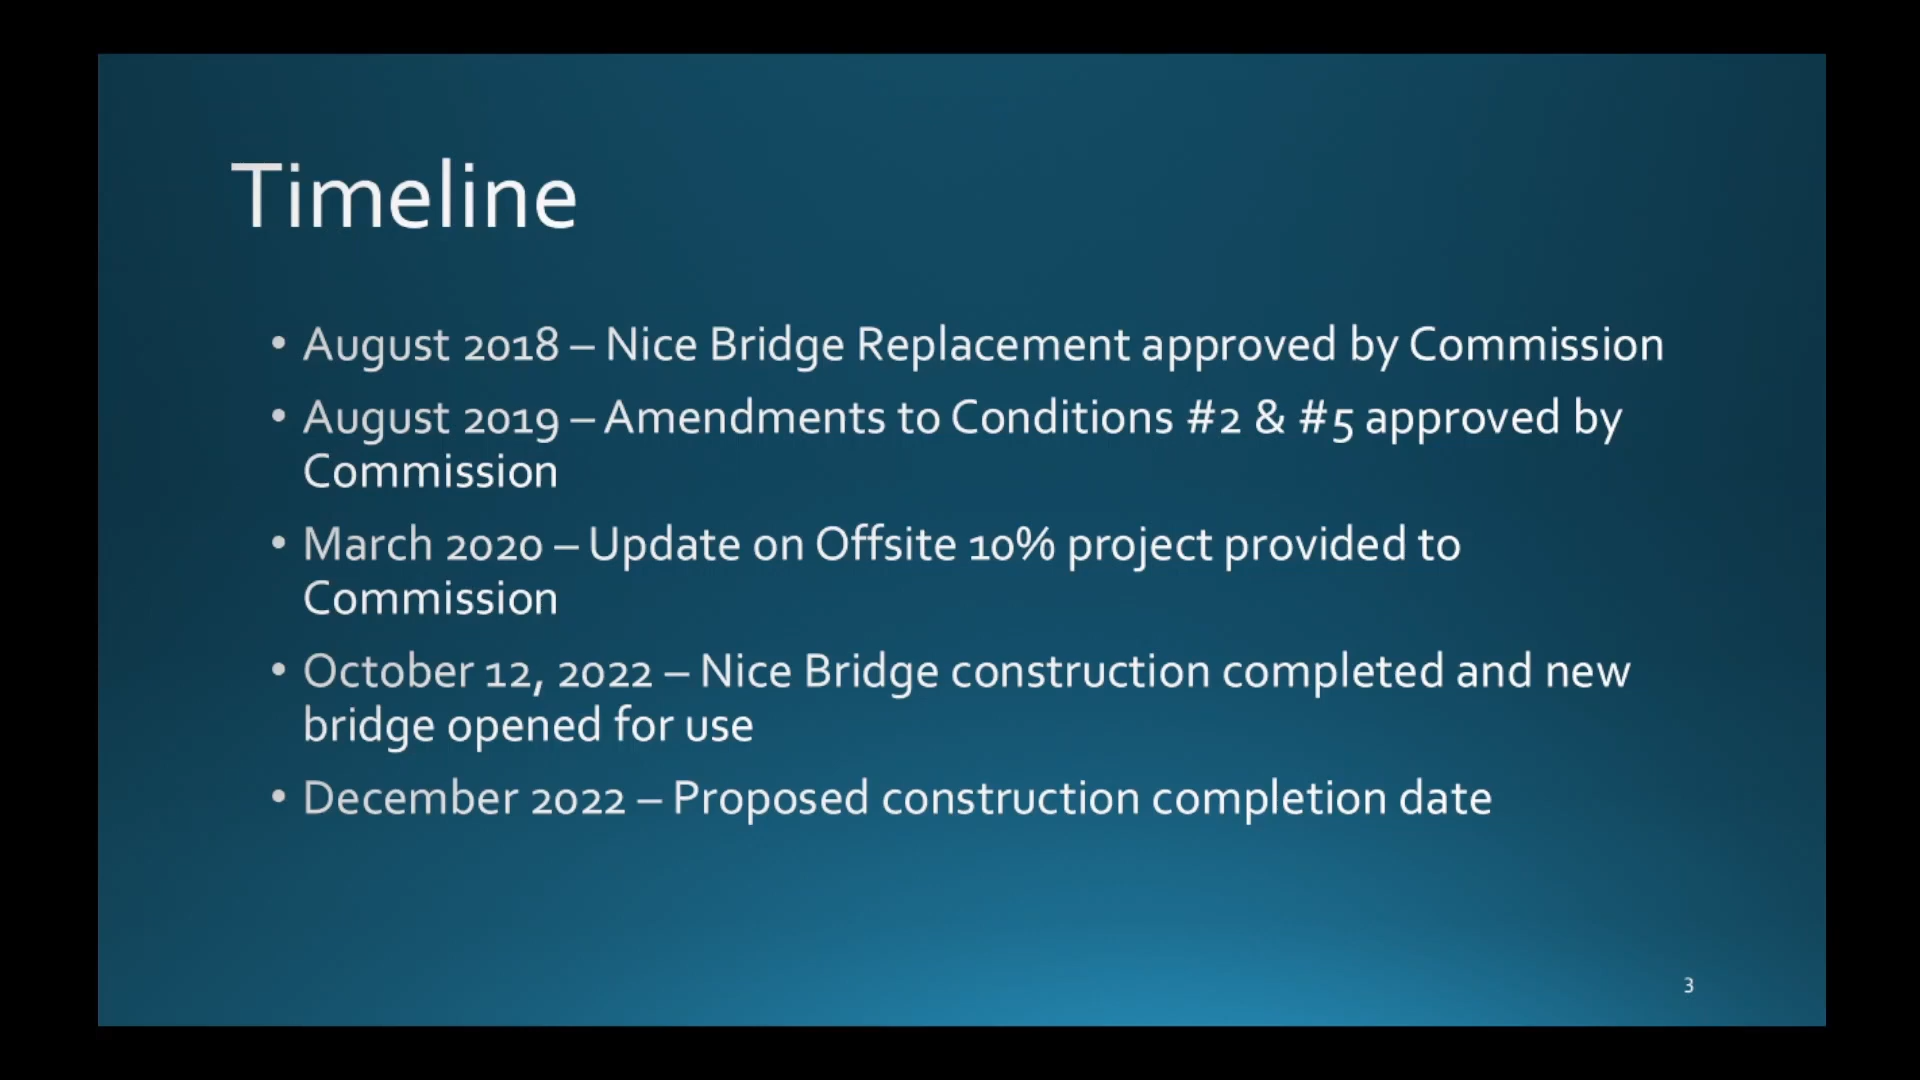 Timeline
• August 2018 – Nice Bridge Replacement approved by Commission
• August 2019 – Amendments to Conditions #2 & #5 approved by
Commission
• March 2020 – Update on Offsite 10% project provided to
Commission
• October 12, 2022 – Nice Bridge construction completed and new
bridge opened for use
• December 2022 – Proposed construction completion date
3